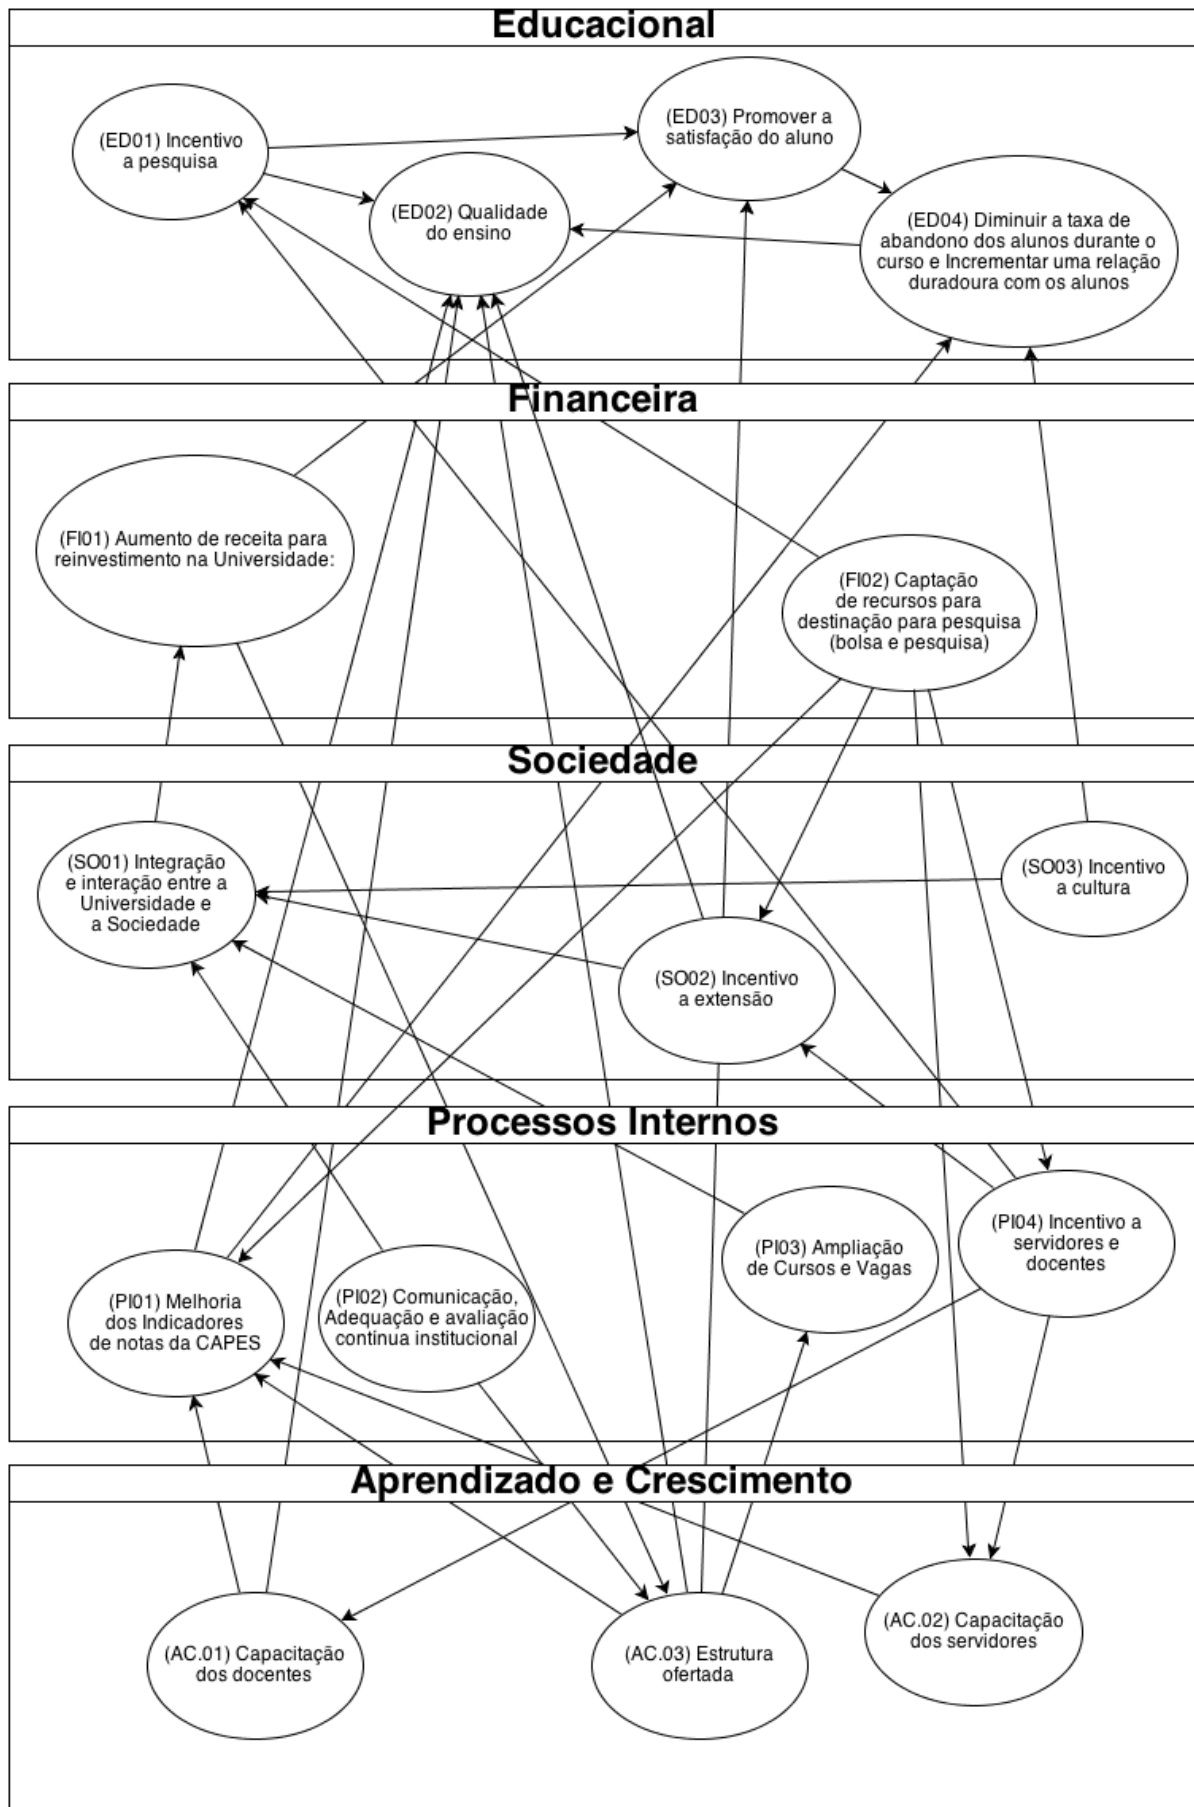 Educacional
(ED01) Incentivo
a pesquisa
(ED02) Qualidade
do ensino
(ED03) Promover a
satisfação do aluno
(ED04) Diminuir a taxa de
abandono dos alunos durante o
curso e Incrementar uma relação
duradoura com os alunos
Financeira
(FI01) Aumento de receita para
reinvestimento na Universidade:
(FI02) Captação
de recursos para
destinação para pesquisa
(bolsa e pesquisa)
Sociedade
(SO01) Integração
e interação entre a
Universidade e
a Sociedade
(SO02) Incentivo
a extensão
(SO03) Incentivo
a cultura
Processos Internos
(PI01) Melhoria
dos Indicadores
de notas da CAPES
(PI02) Comunicação,
Adequação e avaliação
contínua institucional
(PI03) Ampliação
de Cursos e Vagas
(PI04) Incentivo a
servidores e
docentes
Aprendizado e Crescimento
(AC.01) Capacitação
dos docentes
(AC.03) Estrutura
ofertada
(AC.02) Capacitação
dos servidores